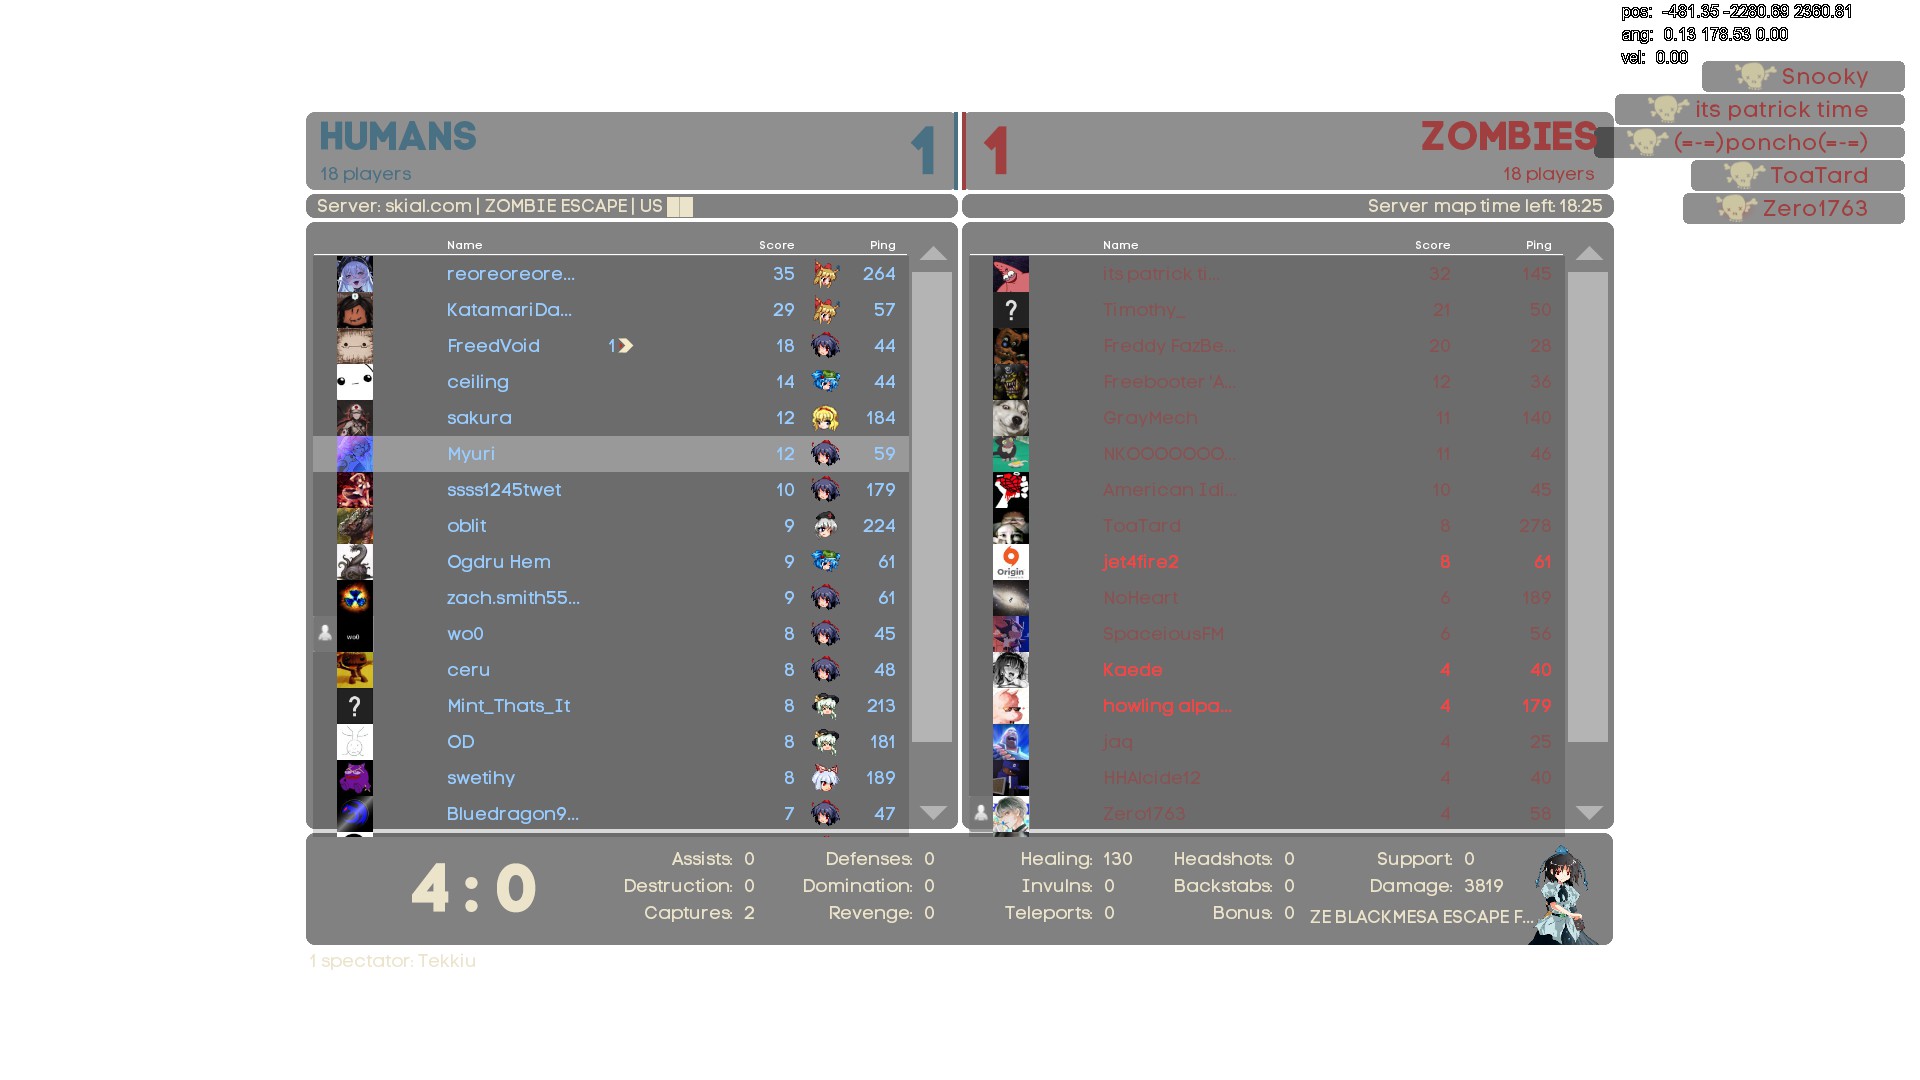 pos: -481.35 -2280.69 2360.81
ang: 0.13 178.53 0.00
vel: 0.00
Snooky
its patrick time
(=-=)poncho(=-=)
ToaTard
Zero1763
HUMANS 1
18 players
1 ZOMBIES
18 players
Server: skial.com | ZOMBIE ESCAPE | US
Server map time left: 18:25
Name Score Ping
reoreoreore... 35 264
KatamariDa... 29 57
FreedVoid 1 18 44
ceiling 14 44
sakura 12 184
Myuri 12 59
ssss1245twet 10 179
oblit 9 224
Ogdru Hem 9 61
zach.smith55... 9 61
wo0 wo0 8 45
ceru 8 48
? Mint_Thats_It 8 213
OD 8 181
swetihy 8 189
Bluedragon9... 7 47
Name Score Ping
its patrick ti... 32 145
? Timothy_ 21 50
Freddy FazBe... 20 28
Freebooter 'A... 12 36
GrayMech 11 140
NKOOOOOOO... 11 46
American Idi... 10 45
ToaTard 8 278
Origin jet4fire2 8 61
NoHeart 6 189
SpaceiousFM 6 56
Kaede 4 40
howling alpa... 4 179
jaq 4 25
HHAlcide12 4 40
Zero1763 4 58
4 : 0
Assists: 0 Defenses: 0 Healing: 130 Headshots: 0 Support: 0
Destruction: 0 Domination: 0 Invulns: 0 Backstabs: 0 Damage: 3819
Captures: 2 Revenge: 0 Teleports: 0 Bonus: 0 ZE BLACKMESA ESCAPE F...
1 spectator: Tekkiu